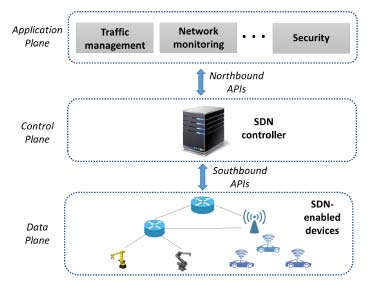 Application
Plane
Traffic
management
Network
monitoring
• • •
Security
Northbound
APIs
Control
Plane
SDN
controller
Southbound
APIs
Data
Plane
SDN-
enabled
devices